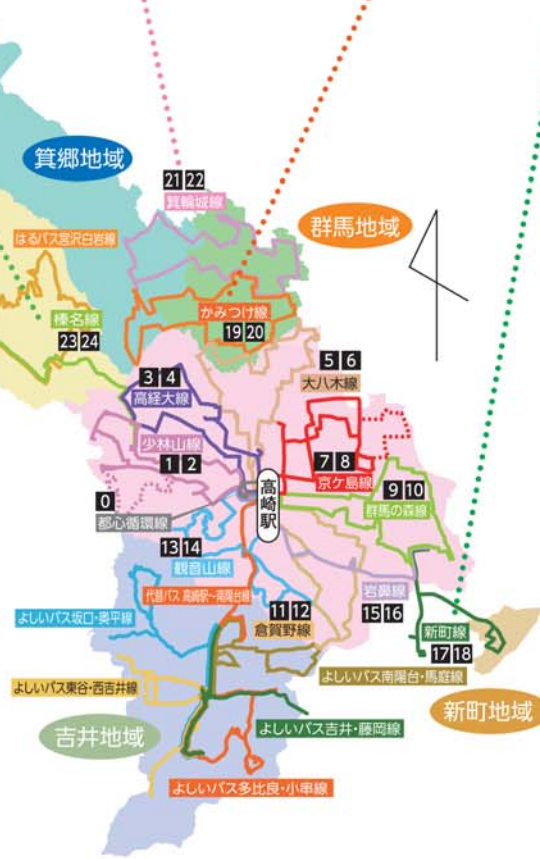 箕郷地域
21 22
箕輪城線
群馬地域
はるバス宮沢白岩線
榛名線
23 24
かみつけ線
19 20
5 6
大八木線
3 4
高経大線
少林山線
1 2
7 8
京ケ島線
高崎駅
9 10
群馬の森線
0
都心循環線
13 14
観音山線
代替バス 高崎駅～南陽台線
岩鼻線
15 16
11 12
倉賀野線
よしいバス坂口・奥平線
新町線
17 18
よしいバス南陽台・馬庭線
よしいバス東谷・西吉井線
新町地域
吉井地域
よしいバス吉井・藤岡線
よしいバス多比良・小串線